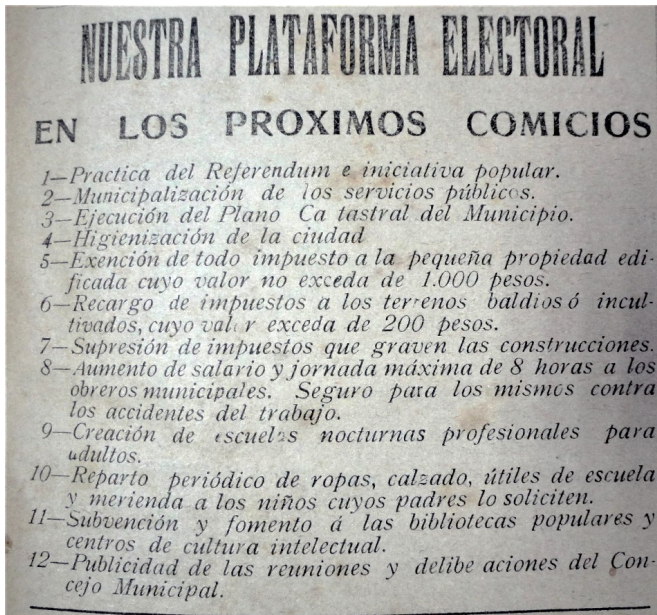 NUESTRA PLATAFORMA ELECTORAL
EN LOS PROXIMOS COMICIOS
1—Practica del Referendum e iniciativa popular.
2—Municipalización de los servicios públicos.
3—Ejecución del Plano Ca tastral del Municipio.
4—Higienización de la ciudad
5—Exención de todo impuesto a la pequeña propiedad edi-
ficada cuyo valor no exceda de 1.000 pesos.
6—Recargo de impuestos a los terrenos baldios ó incul-
tivados, cuyo valor exceda de 200 pesos.
7—Supresión de impuestos que graven las construcciones.
8—Aumento de salario y jornada máxima de 8 horas a los
obreros municipales. Seguro para los mismos contra
los accidentes del trabajo.
9—Creación de escuelas nocturnas profesionales para
adultos.
10—Reparto periódico de ropas, calzado, útiles de escuela
y merienda a los niños cuyos padres lo soliciten.
11—Subvención y fomento á las bibliotecas populares y
centros de cultura intelectual.
12—Publicidad de las reuniones y delibe aciones del Con-
cejo Municipal.